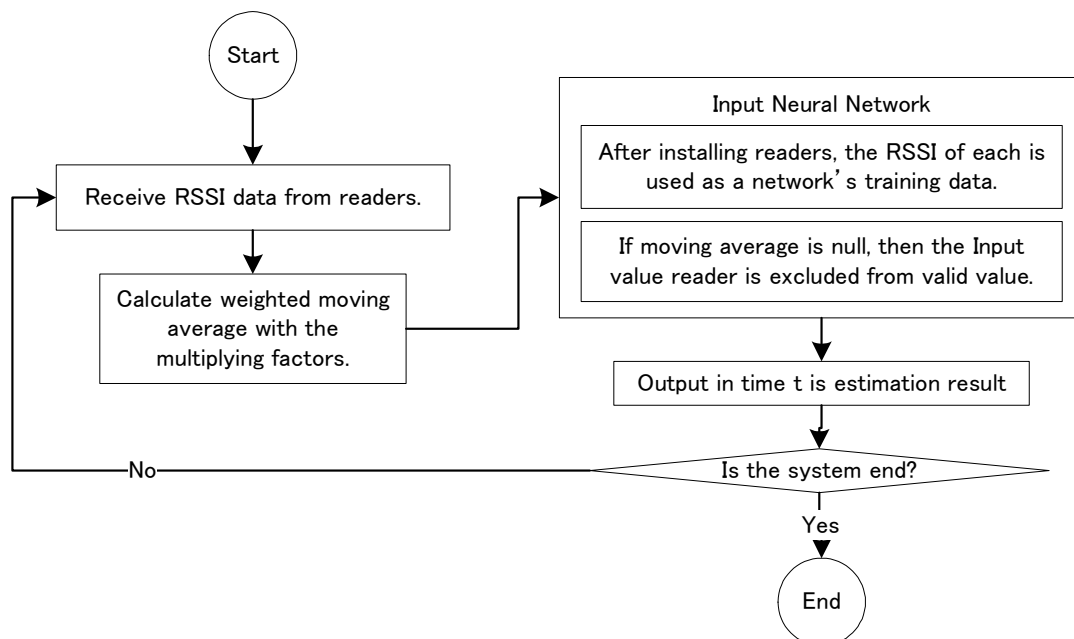 Start
Receive RSSI data from readers.
Calculate weighted moving
average with the
multiplying factors.
Input Neural Network
After installing readers, the RSSI of each is
used as a network’s training data.
If moving average is null, then the Input
value reader is excluded from valid value.
Output in time t is estimation result
Is the system end?
No
Yes
End